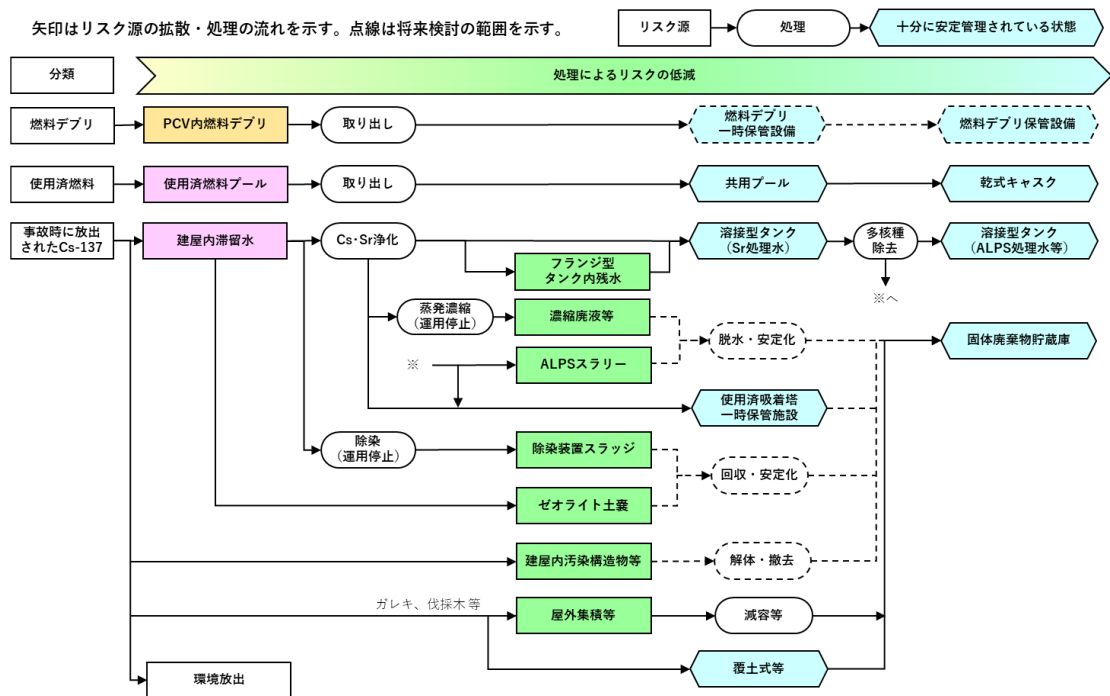 矢印はリスク源の拡散・処理の流れを示す。点線は将来検討の範囲を示す。
リスク源
処理
十分に安定管理されている状態
分類
処理によるリスクの低減
燃料デブリ
PCV内燃料デブリ
取り出し
燃料デブリ
一時保管設備
燃料デブリ保管設備
使用済燃料
使用済燃料プール
取り出し
共用プール
乾式キャスク
事故時に放出
されたCs-137
建屋内滞留水
Cs･Sr浄化
溶接型タンク
（Sr処理水）
多核種
除去
溶接型タンク
（ALPS処理水等）
フランジ型
タンク内残水
※へ
蒸発濃縮
（運用停止）
濃縮廃液等
脱水・安定化
固体廃棄物貯蔵庫
※
ALPSスラリー
使用済吸着塔
一時保管施設
除染
（運用停止）
除染装置スラッジ
回収・安定化
ゼオライト土嚢
建屋内汚染構造物等
解体・撤去
ガレキ、伐採木 等
屋外集積等
減容等
覆土式等
環境放出